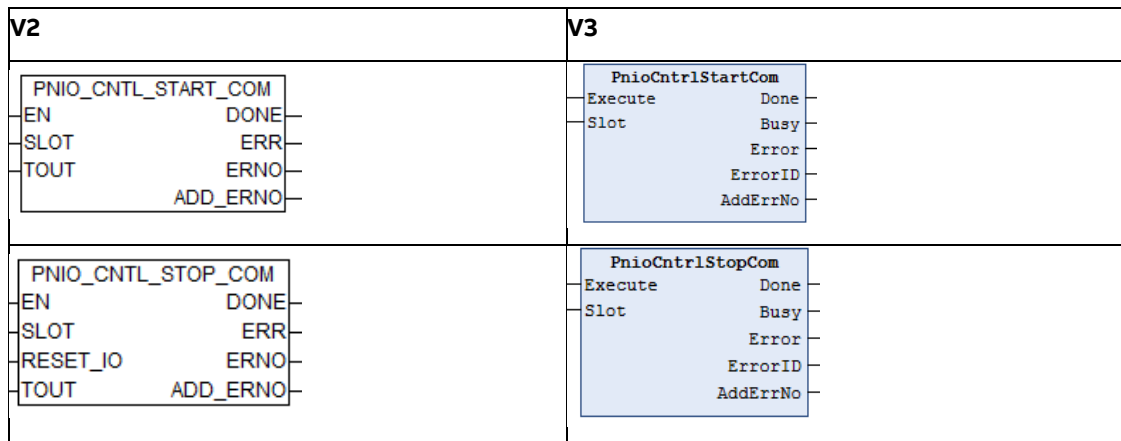 V2 V3
PNIO_CNTL_START_COM
EN DONE
SLOT ERR
TOUT ERNO
ADD_ERNO
PnioCntrlStartCom
Execute Done
Slot Busy
Error
ErrorID
AddErrNo
PNIO_CNTL_STOP_COM
EN DONE
SLOT ERR
RESET_IO ERNO
TOUT ADD_ERNO
PnioCntrlStopCom
Execute Done
Slot Busy
Error
ErrorID
AddErrNo